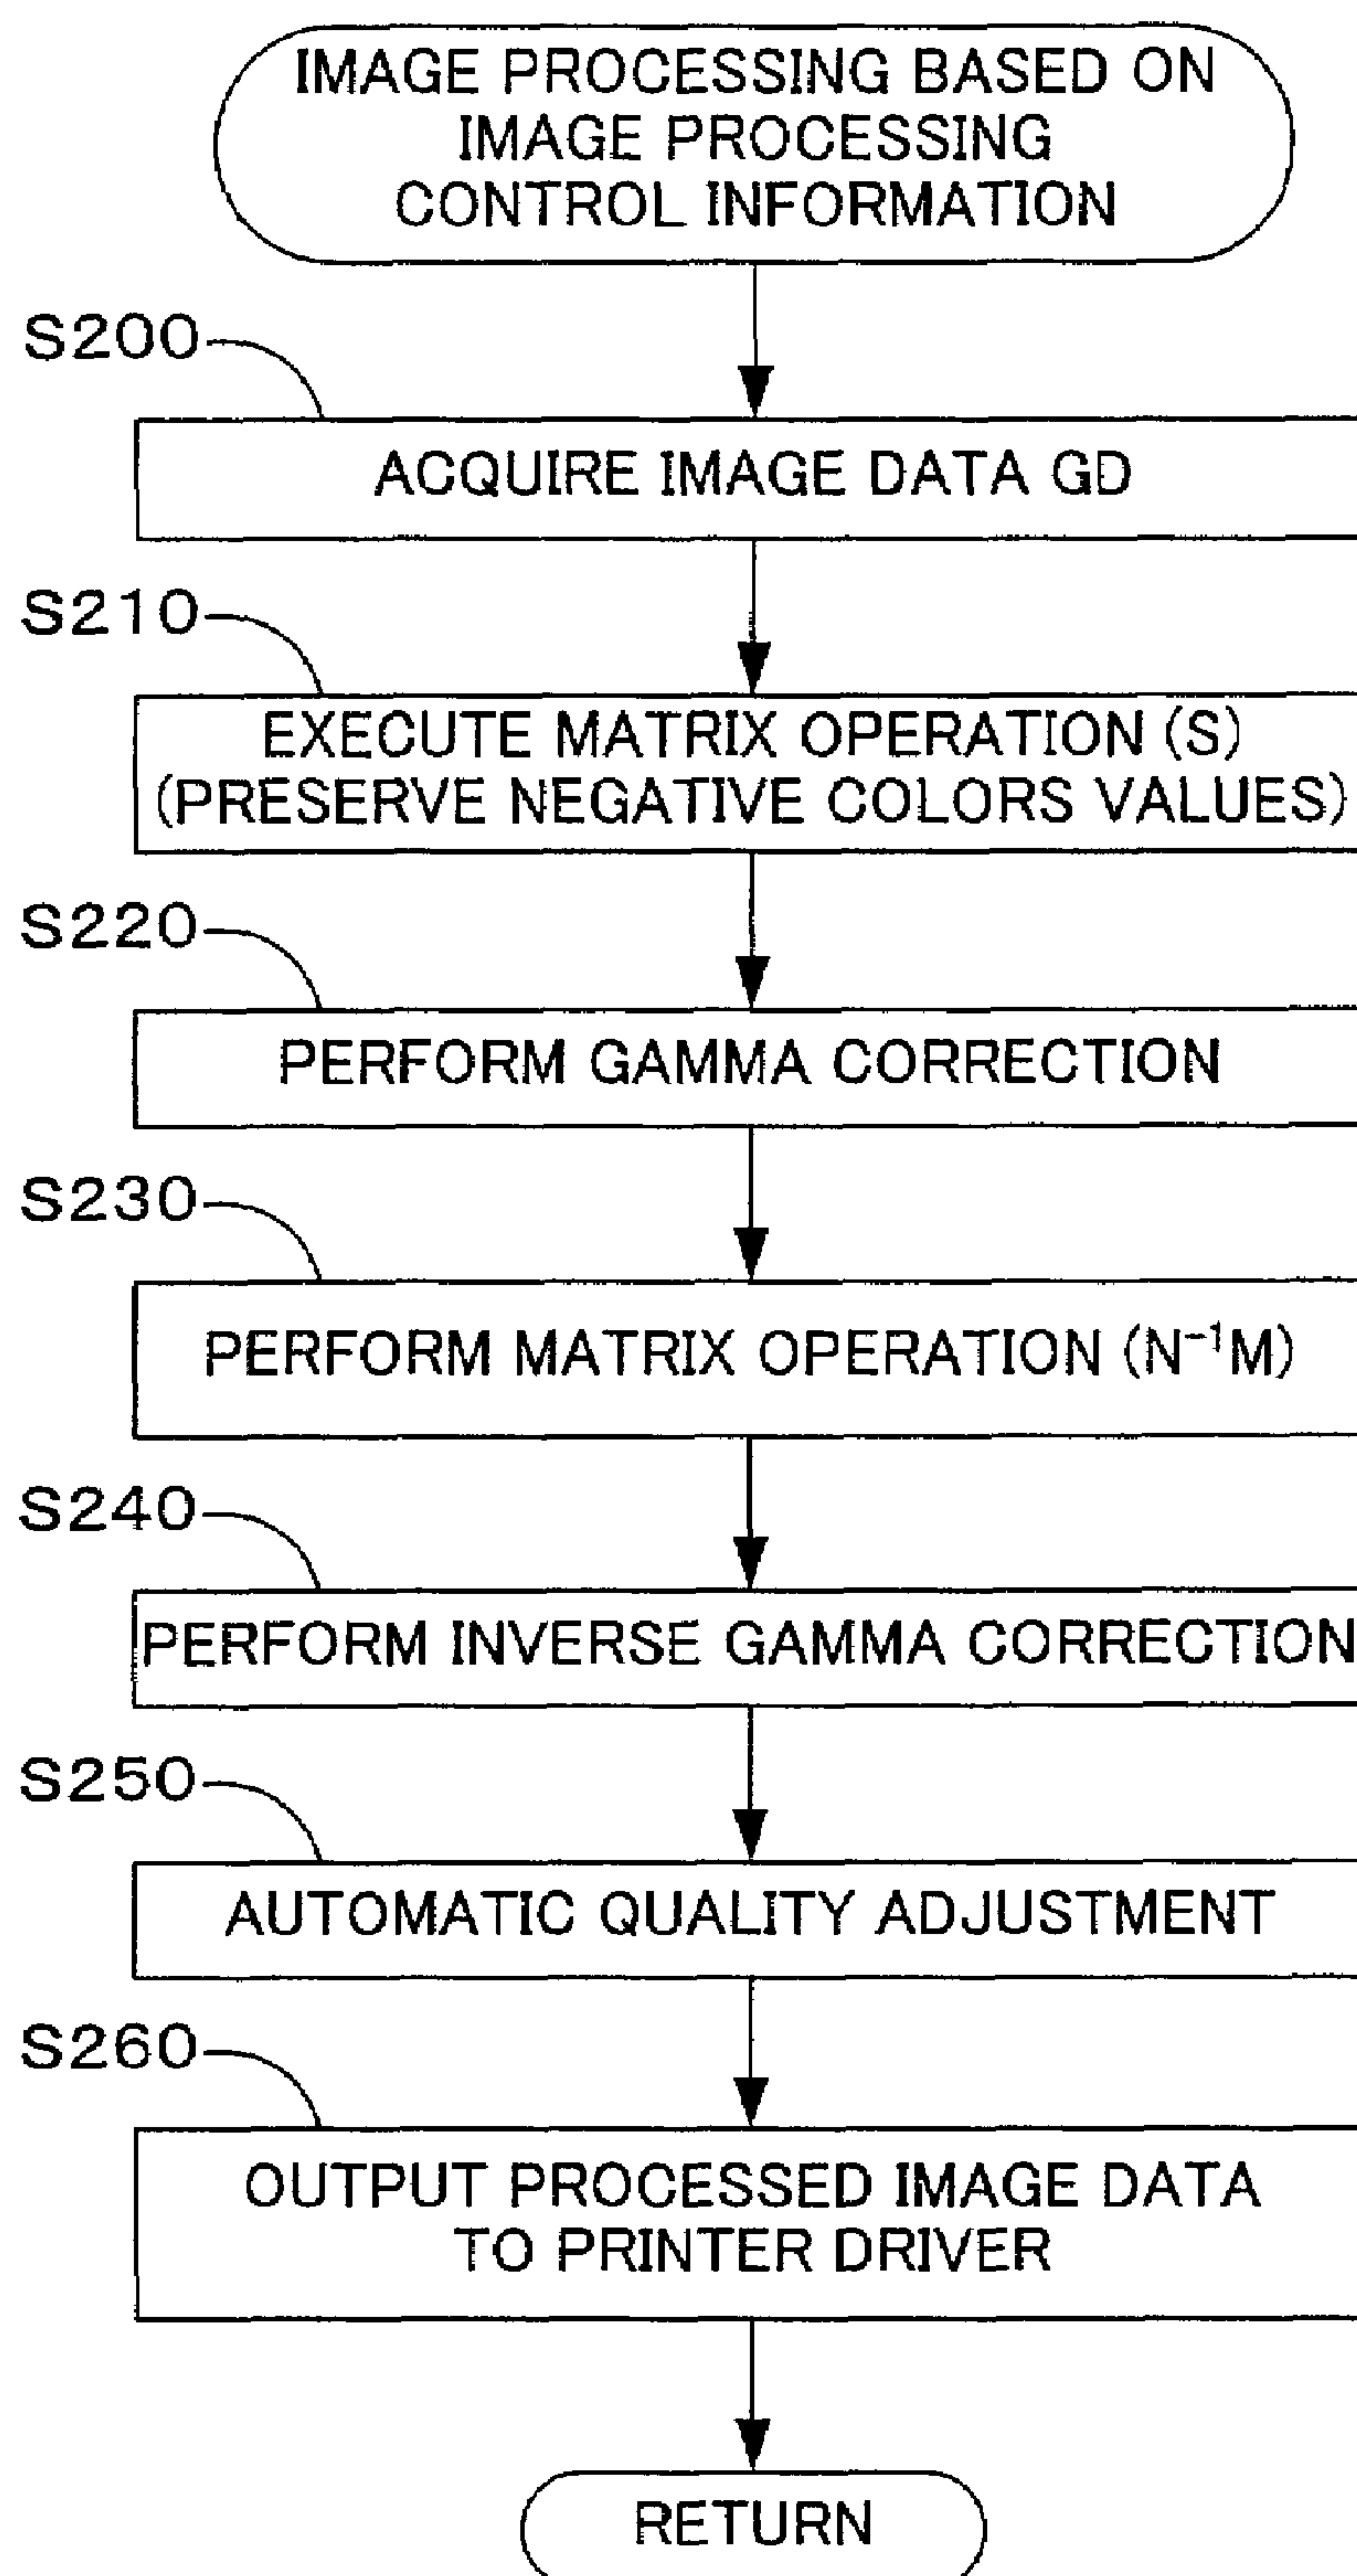 IMAGE PROCESSING BASED ON
IMAGE PROCESSING
CONTROL INFORMATION
S200
ACQUIRE IMAGE DATA GD
S210
EXECUTE MATRIX OPERATION (S)
(PRESERVE NEGATIVE COLORS VALUES)
S220
PERFORM GAMMA CORRECTION
S230
PERFORM MATRIX OPERATION (N⁻¹M)
S240
PERFORM INVERSE GAMMA CORRECTION
S250
AUTOMATIC QUALITY ADJUSTMENT
S260
OUTPUT PROCESSED IMAGE DATA
TO PRINTER DRIVER
RETURN